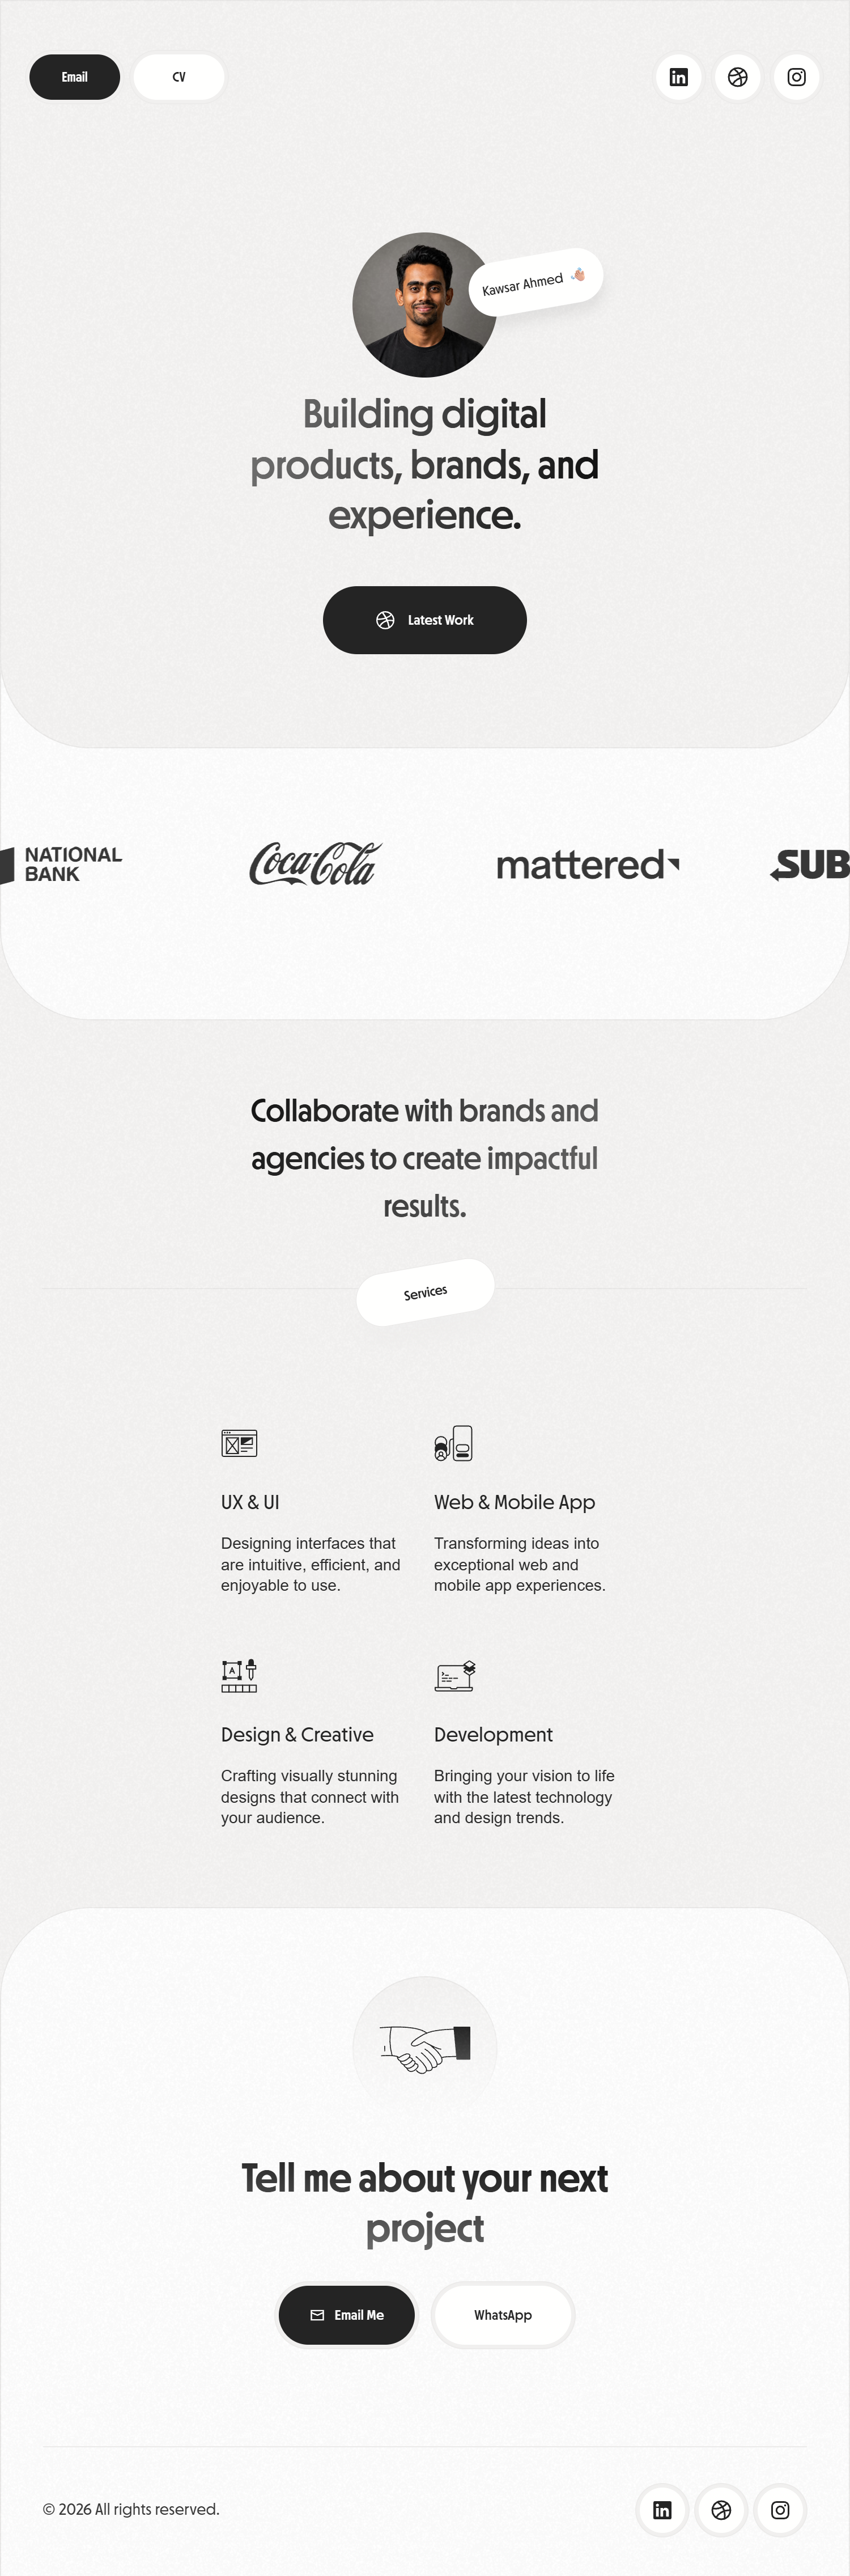 Email
CV
Kawsar Ahmed 👋🏼
Building digital
products, brands, and
experience.
Latest Work
NATIONAL
BANK
Coca-Cola
mattered
SUB
Collaborate with brands and
agencies to create impactful
results.
Services
UX & UI
Designing interfaces that
are intuitive, efficient, and
enjoyable to use.
Web & Mobile App
Transforming ideas into
exceptional web and
mobile app experiences.
Design & Creative
Crafting visually stunning
designs that connect with
your audience.
Development
Bringing your vision to life
with the latest technology
and design trends.
Tell me about your next
project
Email Me
WhatsApp
© 2026 All rights reserved.